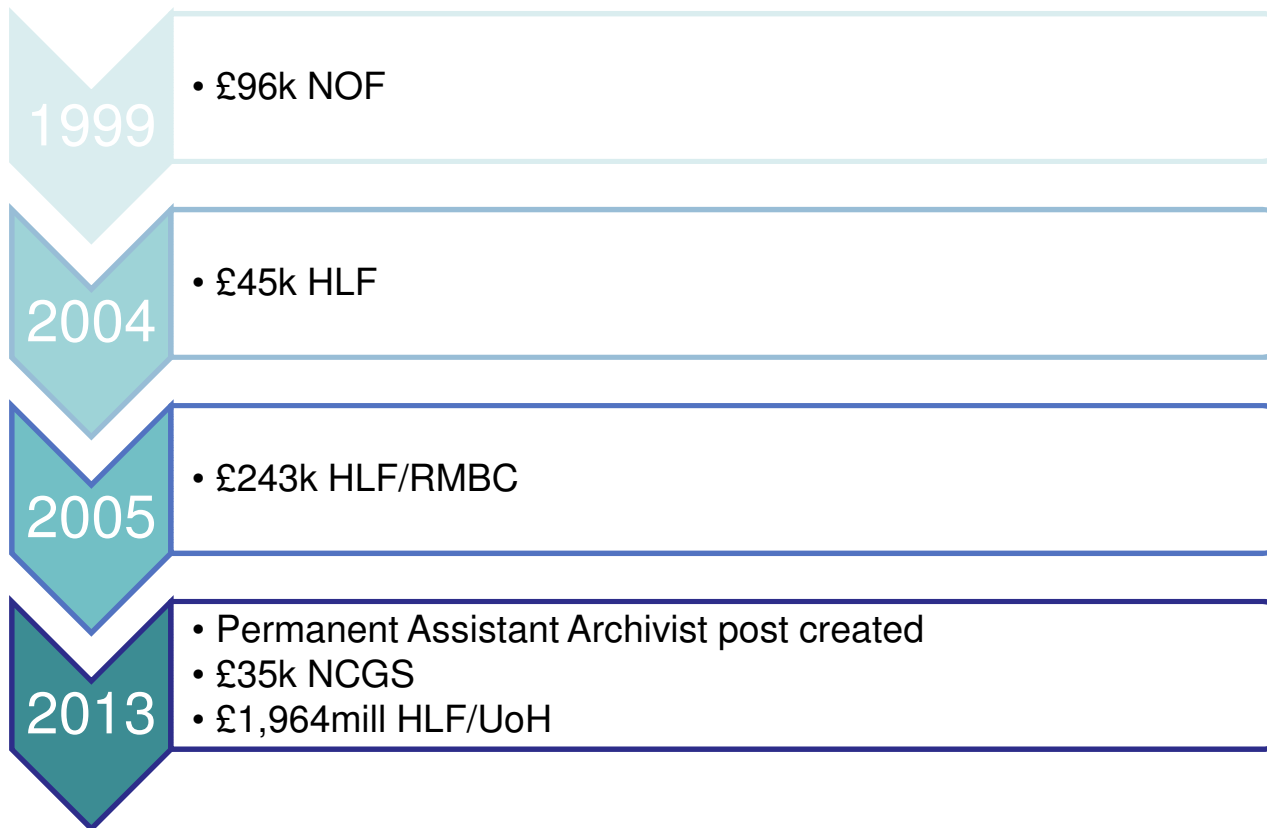 1999
• £96k NOF
2004
• £45k HLF
2005
• £243k HLF/RMBC
2013
• Permanent Assistant Archivist post created
• £35k NCGS
• £1,964mill HLF/UoH